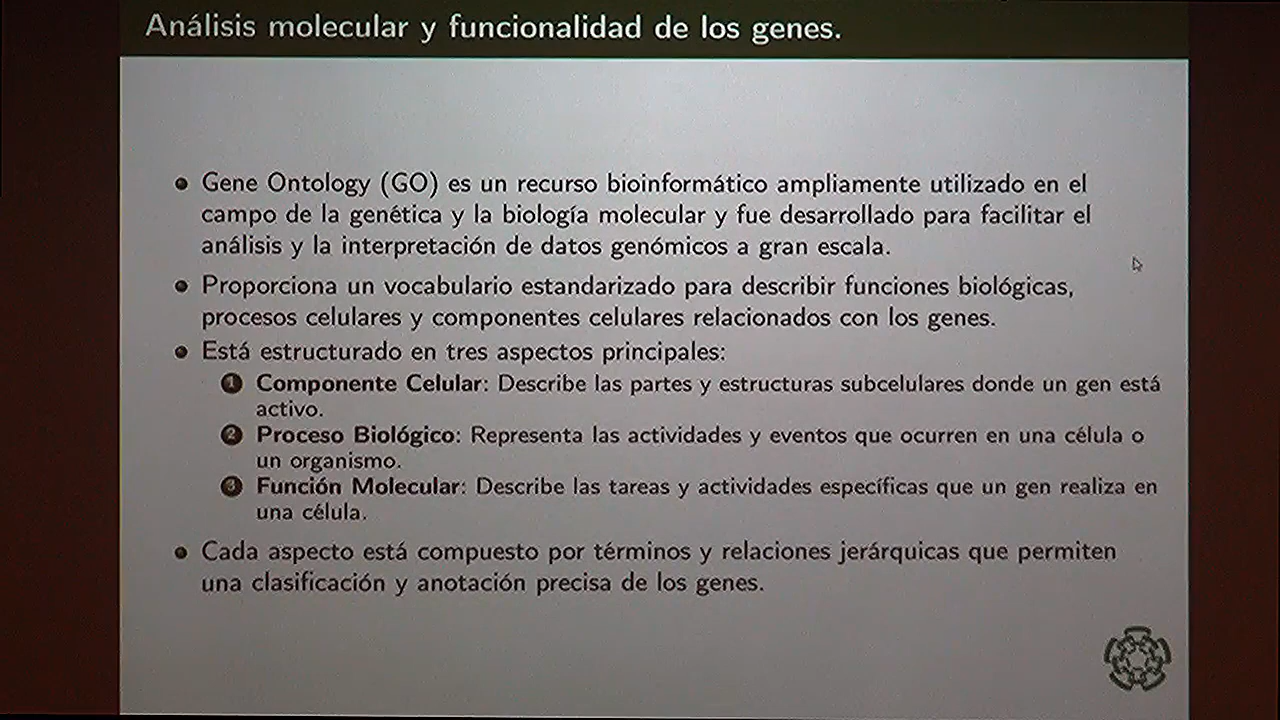 Análisis molecular y funcionalidad de los genes.
Gene Ontology (GO) es un recurso bioinformático ampliamente utilizado en el
campo de la genética y la biología molecular y fue desarrollado para facilitar el
análisis y la interpretación de datos genómicos a gran escala.
Proporciona un vocabulario estandarizado para describir funciones biológicas,
procesos celulares y componentes celulares relacionados con los genes.
Está estructurado en tres aspectos principales:
1 Componente Celular: Describe las partes y estructuras subcelulares donde un gen está
activo.
2 Proceso Biológico: Representa las actividades y eventos que ocurren en una célula o
un organismo.
3 Función Molecular: Describe las tareas y actividades específicas que un gen realiza en
una célula.
Cada aspecto está compuesto por términos y relaciones jerárquicas que permiten
una clasificación y anotación precisa de los genes.